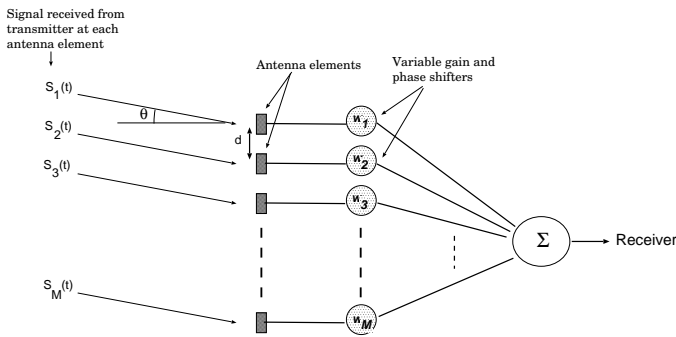 Signal received from
transmitter at each
antenna element
Antenna elements
Variable gain and
phase shifters
S1(t)
θ
w1
S2(t)
d
w2
S3(t)
w3
Σ
Receiver
SM(t)
wM